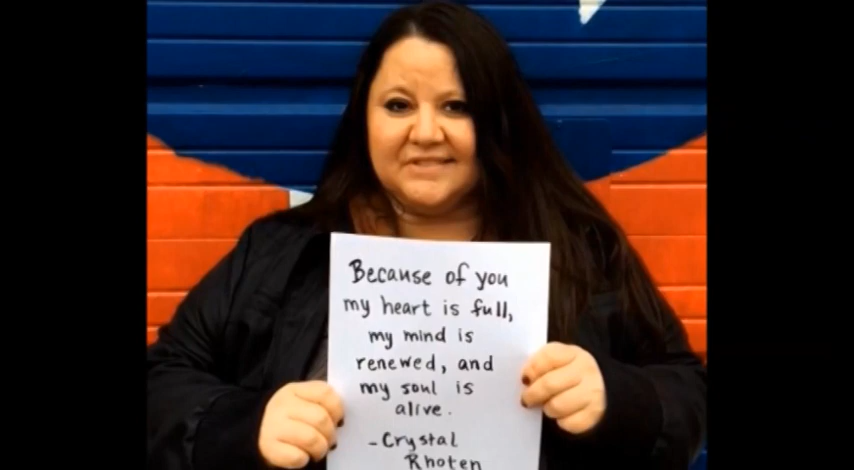 Because of you
my heart is full,
my mind is
renewed, and
my soul is
alive.
-Crystal
Rhoten